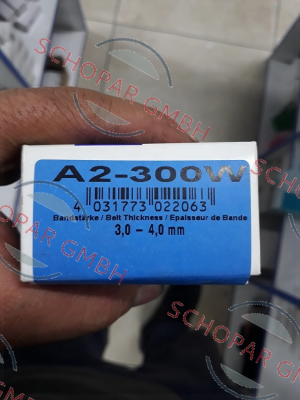 SCHOPAR GMBH
A2-300W
4 031773 022063
Bandstärke / Belt Thickness / Epaisseur de Bande
3,0 – 4,0 mm
SCHOPAR GMBH
SCHOPAR GMBH